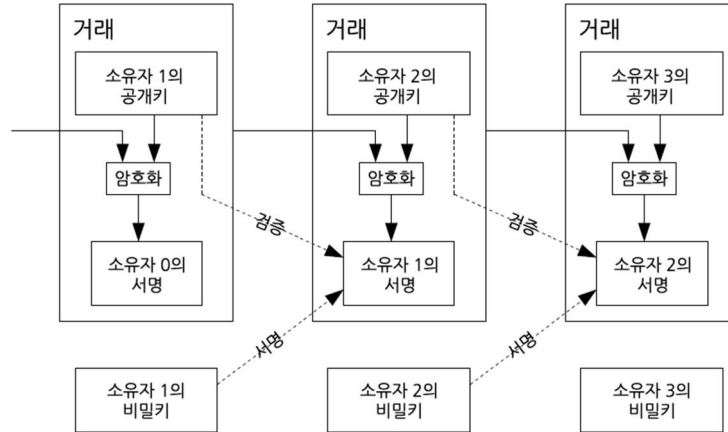 거래
소유자 1의
공개키
암호화
소유자 0의
서명
거래
소유자 2의
공개키
암호화
소유자 1의
서명
거래
소유자 3의
공개키
암호화
소유자 2의
서명
검증
검증
서명
서명
소유자 1의
비밀키
소유자 2의
비밀키
소유자 3의
비밀키